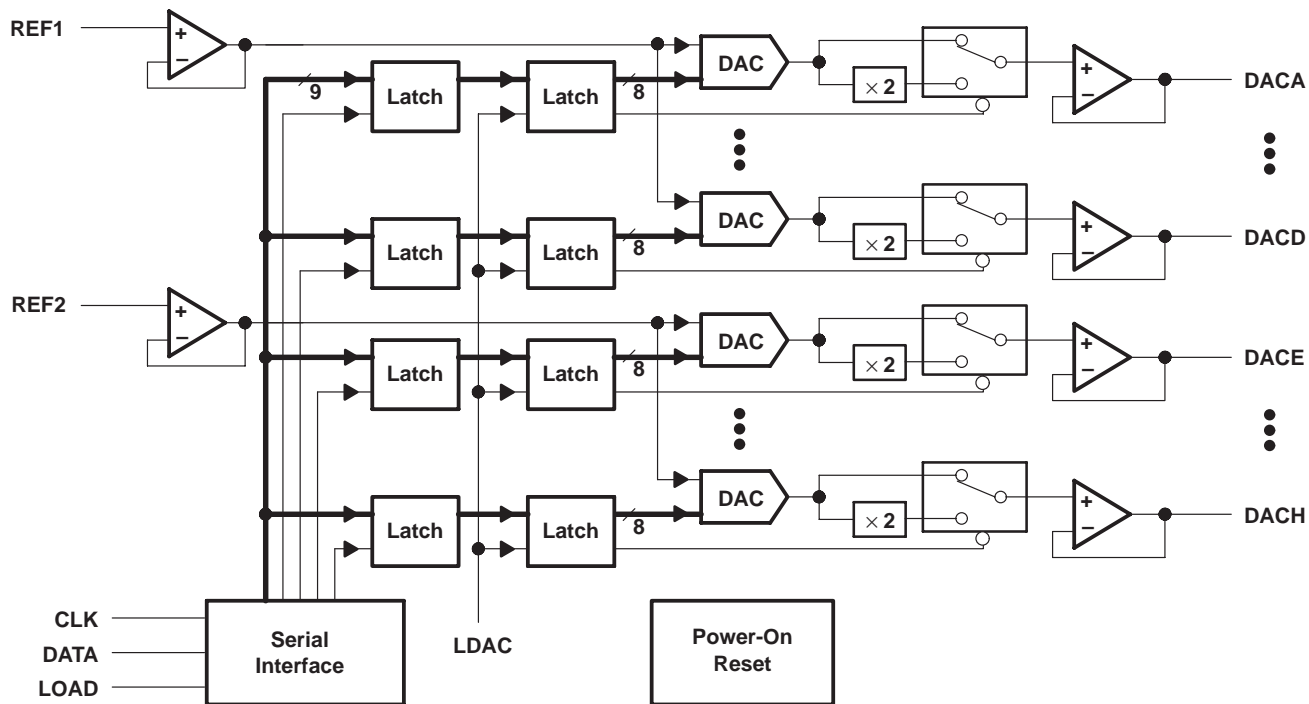 REF1
+
−
9
Latch
Latch
8
DAC
× 2
+
−
DACA
Latch
Latch
8
DAC
× 2
+
−
DACD
REF2
+
−
Latch
Latch
8
DAC
× 2
+
−
DACE
Latch
Latch
8
DAC
× 2
+
−
DACH
CLK
DATA
LOAD
Serial
Interface
LDAC
Power-On
Reset